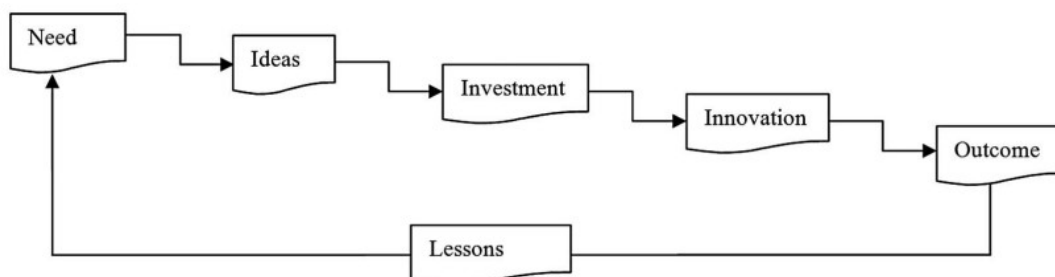 Need
Ideas
Investment
Innovation
Outcome
Lessons